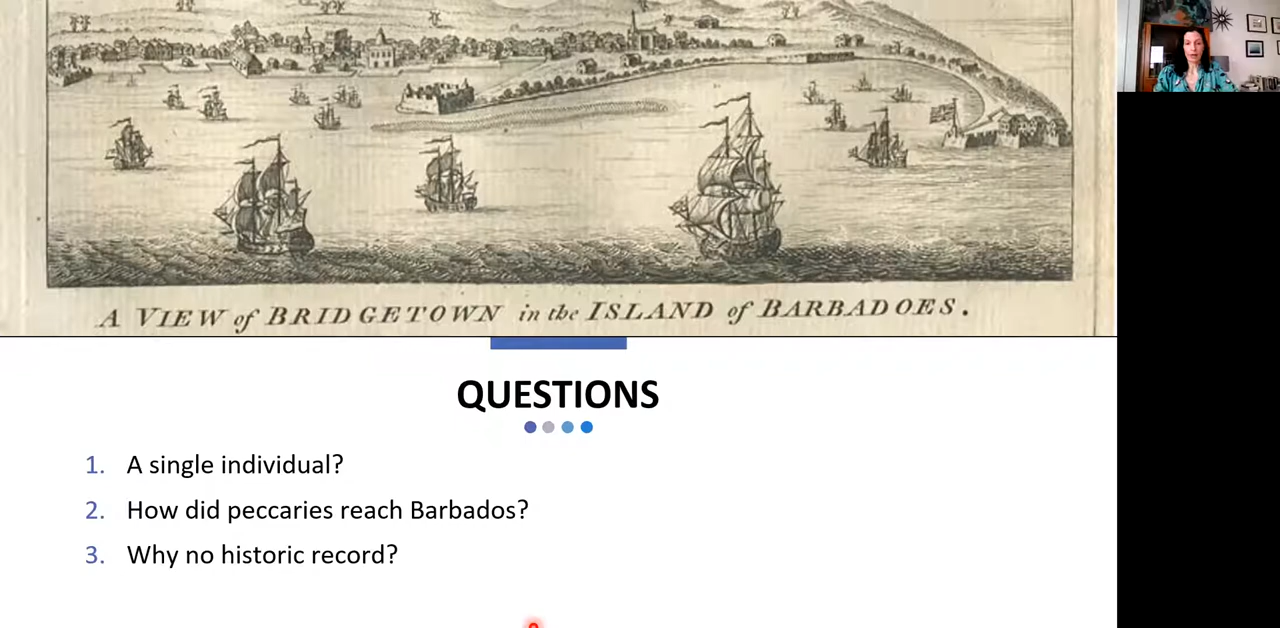 A VIEW of BRIDGETOWN in the ISLAND of BARBADOES.
QUESTIONS
1. A single individual?
2. How did peccaries reach Barbados?
3. Why no historic record?